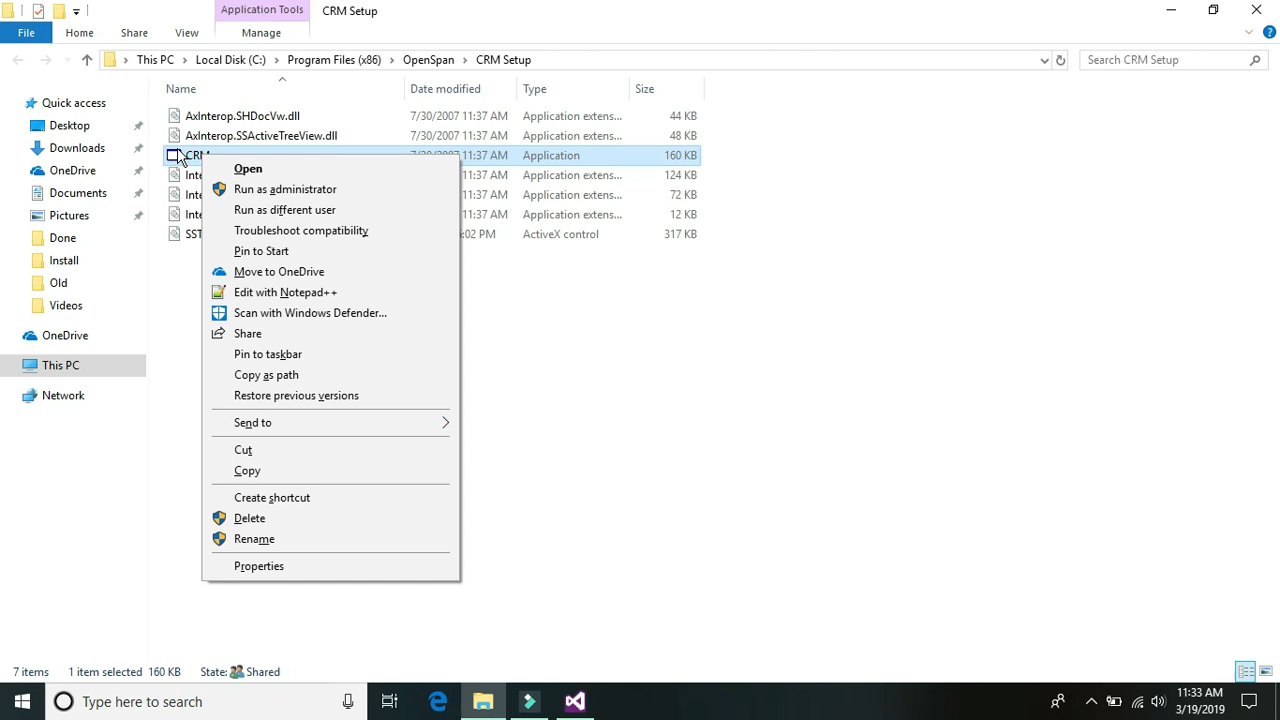 Application Tools
CRM Setup
File
Home
Share
View
Manage
This PC
Local Disk (C:)
Program Files (x86)
OpenSpan
CRM Setup
Search CRM Setup
Name
Date modified
Type
Size
Quick access
Desktop
Downloads
OneDrive
Documents
Pictures
Done
Install
Old
Videos
OneDrive
This PC
Network
AxInterop.SHDocVw.dll 7/30/2007 11:37 AM Application extens... 44 KB
AxInterop.SSActiveTreeView.dll 7/30/2007 11:37 AM Application extens... 48 KB
CRM 11:37 AM Application 160 KB
Inte 11:37 AM Application extens... 124 KB
Inte 11:37 AM Application extens... 72 KB
Inte 11:37 AM Application extens... 12 KB
SST PM ActiveX control 317 KB
Open
Run as administrator
Run as different user
Troubleshoot compatibility
Pin to Start
Move to OneDrive
Edit with Notepad++
Scan with Windows Defender...
Share
Pin to taskbar
Copy as path
Restore previous versions
Send to
Cut
Copy
Create shortcut
Delete
Rename
Properties
7 items 1 item selected 160 KB State: Shared
Type here to search
11:33 AM
3/19/2019